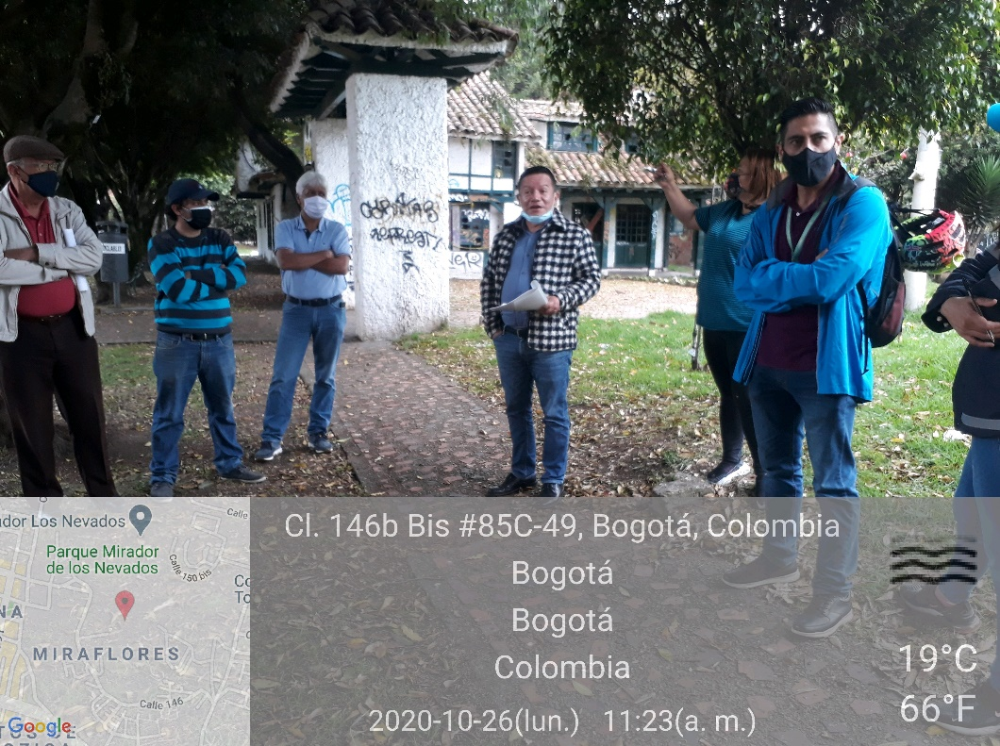 Cl. 146b Bis #85C-49, Bogotá, Colombia
Bogotá
Bogotá
Colombia
2020-10-26(lun.) 11:23(a. m.)
19°C
66°F
dor Los Nevados
Parque Mirador
de los Nevados
Calle
Calle 150 bis
Co
To
NA
MIRAFLORES
Calle 146
Google